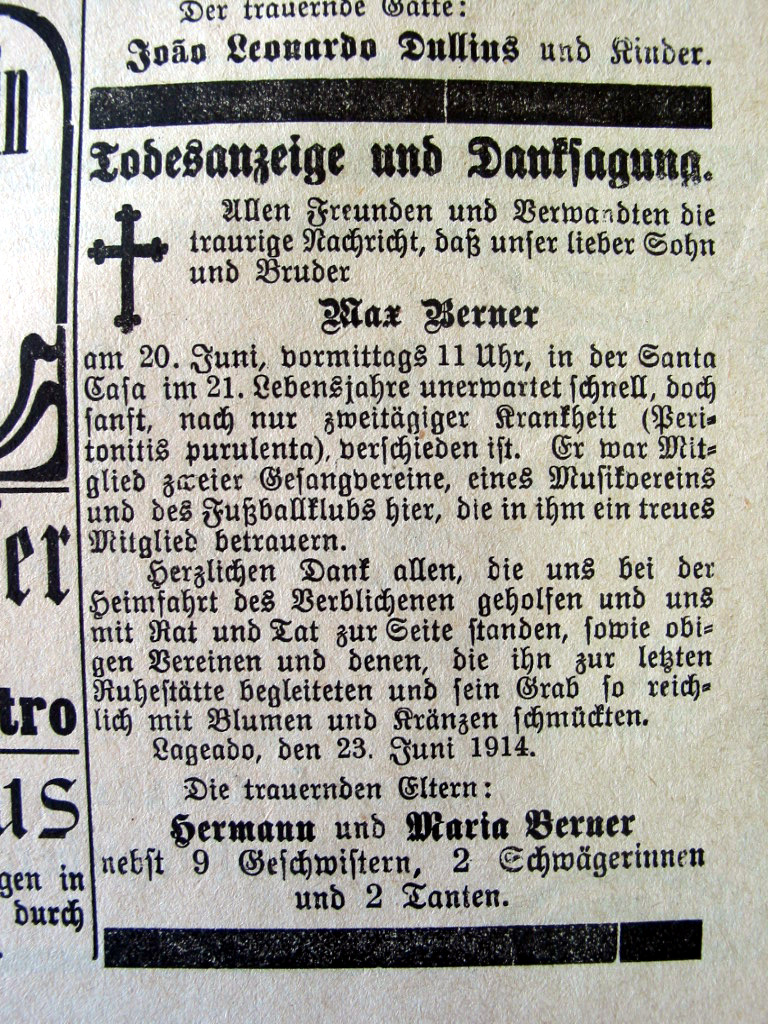 Der trauernde Gatte:
João Leonardo Dullius und Kinder.
Todesanzeige und Danksagung.
Allen Freunden und Verwandten die
traurige Nachricht, daß unser lieber Sohn
und Bruder
Max Berner
am 20. Juni, vormittags 11 Uhr, in der Santa
Casa im 21. Lebensjahre unerwartet schnell, doch
sanft, nach nur zweitägiger Krankheit (Peri-
tonitis purulenta), verschieden ist. Er war Mit-
glied zweier Gesangvereine, eines Musikvereins
und des Fußballklubs hier, die in ihm ein treues
Mitglied betrauern.
Herzlichen Dank allen, die uns bei der
Heimfahrt des Verblichenen geholfen und uns
mit Rat und Tat zur Seite standen, sowie obi-
gen Vereinen und denen, die ihn zur letzten
Ruhestätte begleiteten und sein Grab so reich-
lich mit Blumen und Kränzen schmückten.
Lageado, den 23. Juni 1914.
Die trauernden Eltern:
Hermann und Maria Berner
nebst 9 Geschwistern, 2 Schwägerinnen
und 2 Tanten.
tro
us
gen in
durch